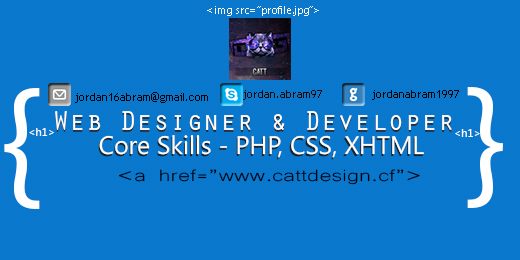 <img src="profile.jpg">
CATT
jordan16abram@gmail.com jordan.abram97 jordanabram1997
<h1> Web Designer & Developer <h1>
Core Skills - PHP, CSS, XHTML
<a href="www.cattdesign.cf">